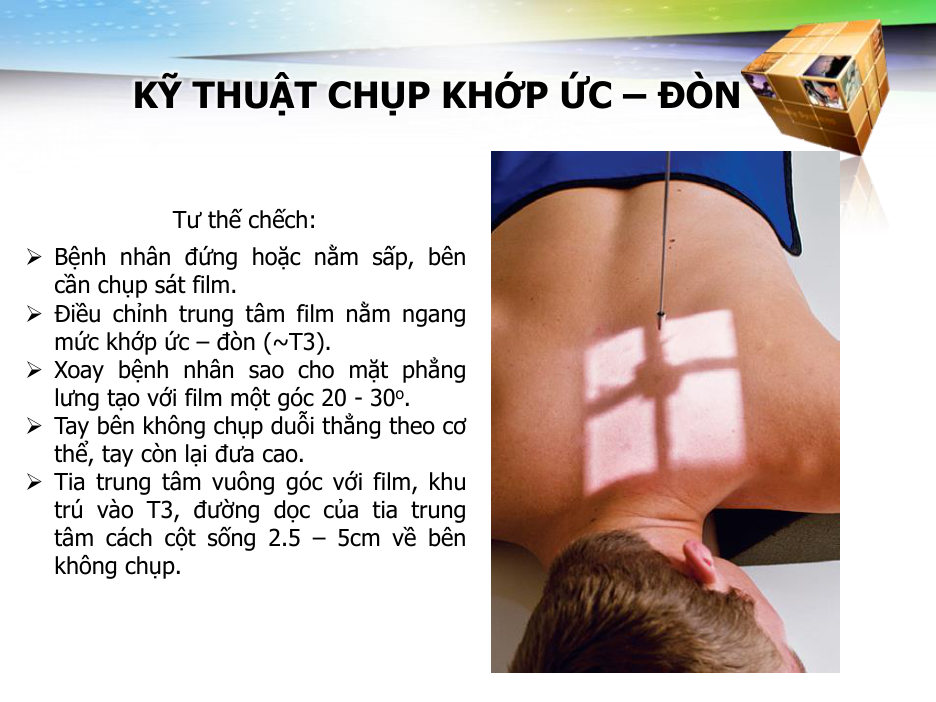 KỸ THUẬT CHỤP KHỚP ỨC – ĐÒN
Tư thế chếch:
➢ Bệnh nhân đứng hoặc nằm sấp, bên
cần chụp sát film.
➢ Điều chỉnh trung tâm film nằm ngang
mức khớp ức – đòn (~T3).
➢ Xoay bệnh nhân sao cho mặt phẳng
lưng tạo với film một góc 20 - 30º.
➢ Tay bên không chụp duỗi thẳng theo cơ
thể, tay còn lại đưa cao.
➢ Tia trung tâm vuông góc với film, khu
trú vào T3, đường dọc của tia trung
tâm cách cột sống 2.5 – 5cm về bên
không chụp.